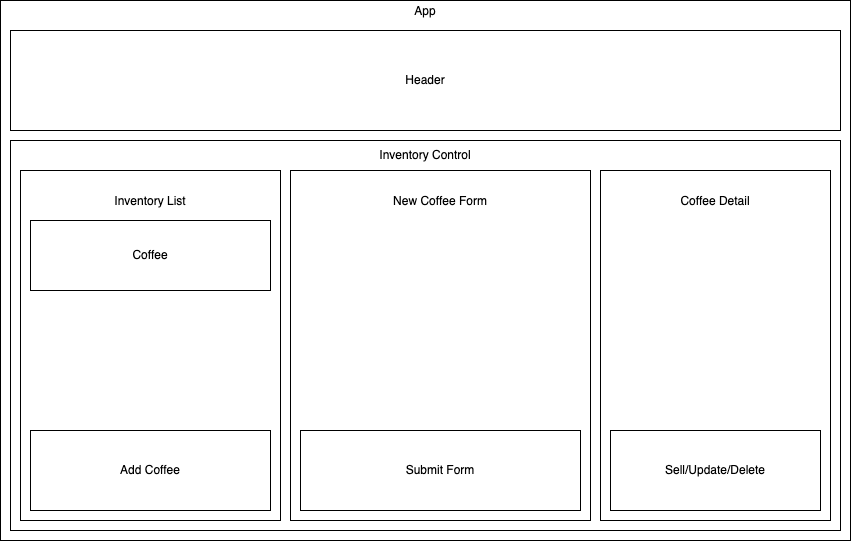 App
Header
Inventory Control
Inventory List
Coffee
Add Coffee
New Coffee Form
Submit Form
Coffee Detail
Sell/Update/Delete